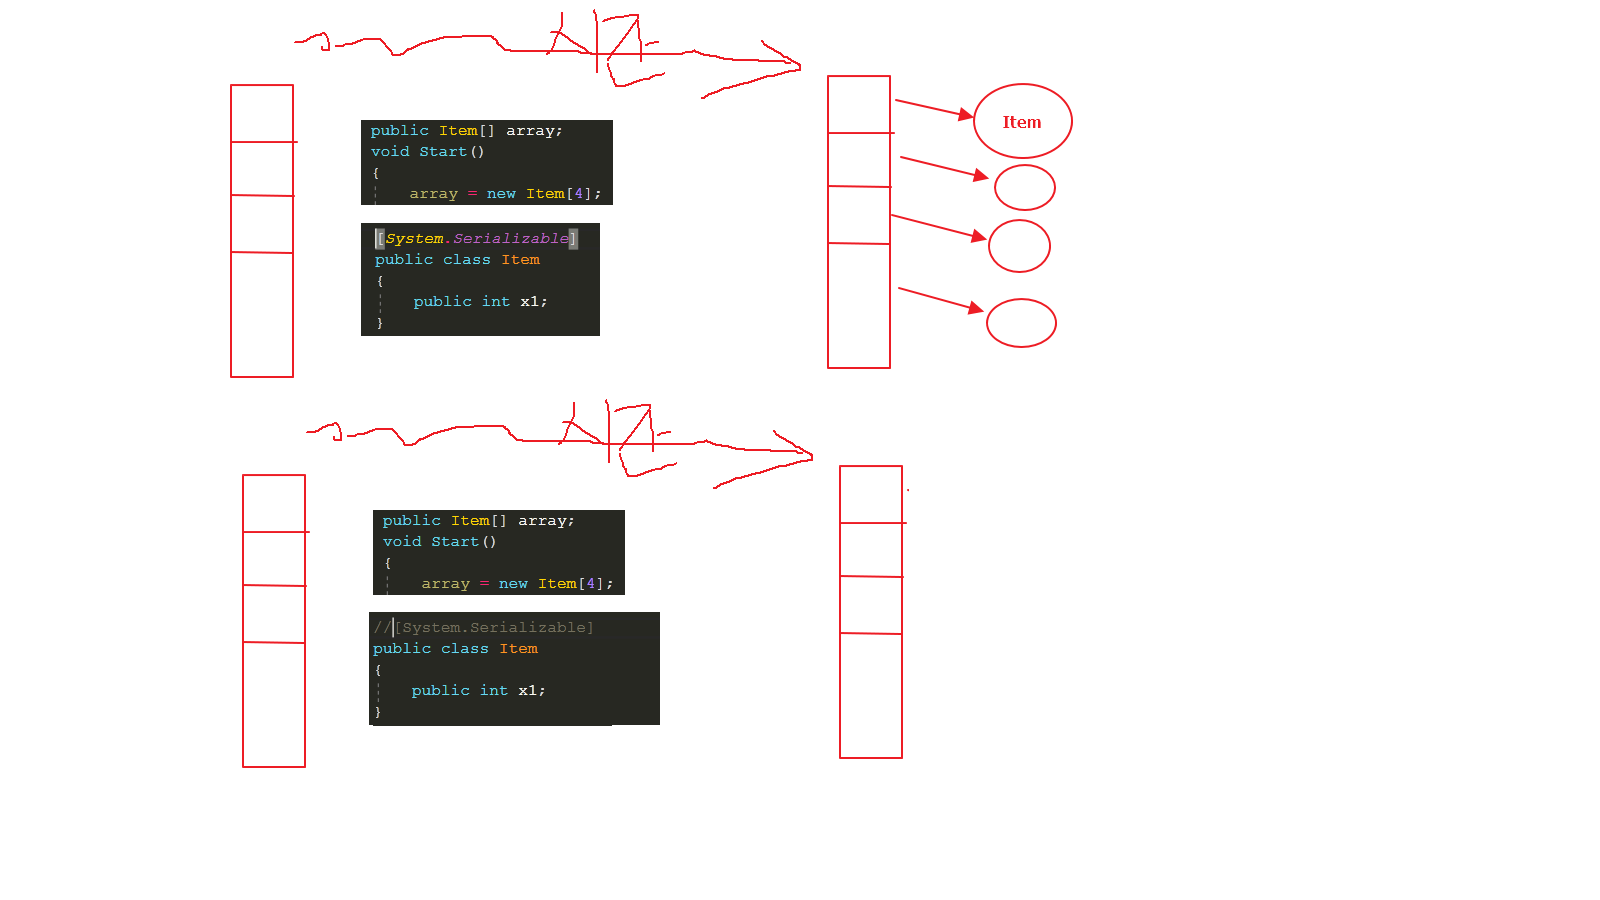 public Item[] array;
void Start()
{
array = new Item[4];
Item
[System.Serializable]
public class Item
{
public int x1;
}
public Item[] array;
void Start()
{
array = new Item[4];
//[System.Serializable]
public class Item
{
public int x1;
}